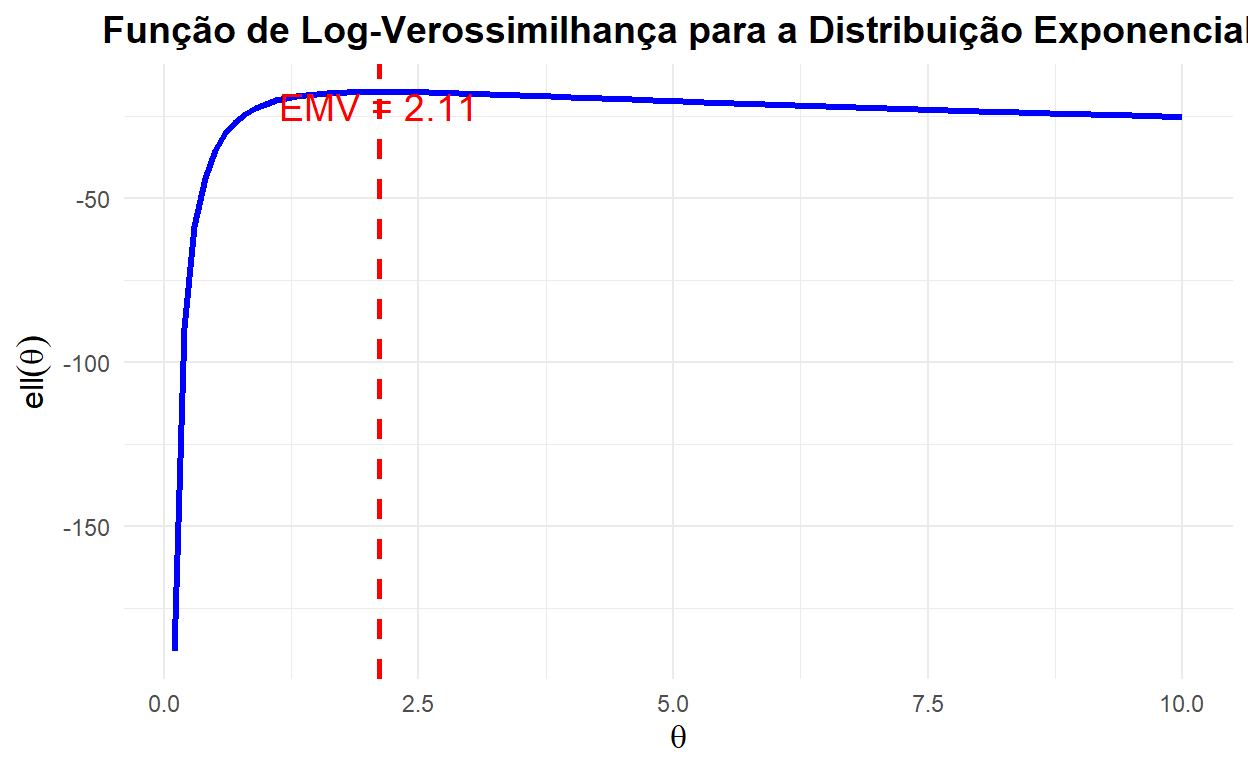 Função de Log-Verossimilhança para a Distribuição Exponencial
EMV = 2.11
-50
-100
-150
ell(θ)
0.0 2.5 5.0 7.5 10.0
θ